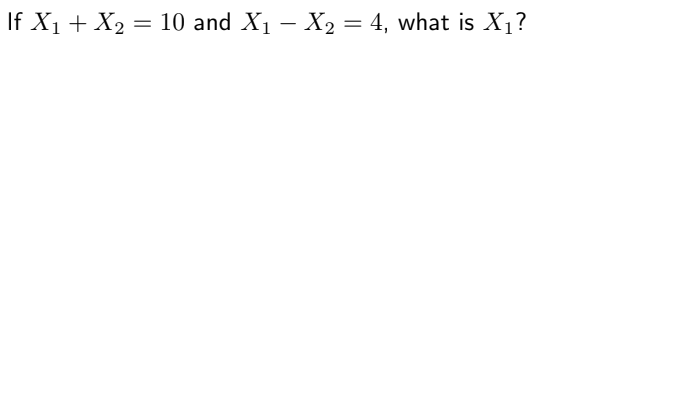 If X₁ + X₂ = 10 and X₁ − X₂ = 4, what is X₁?